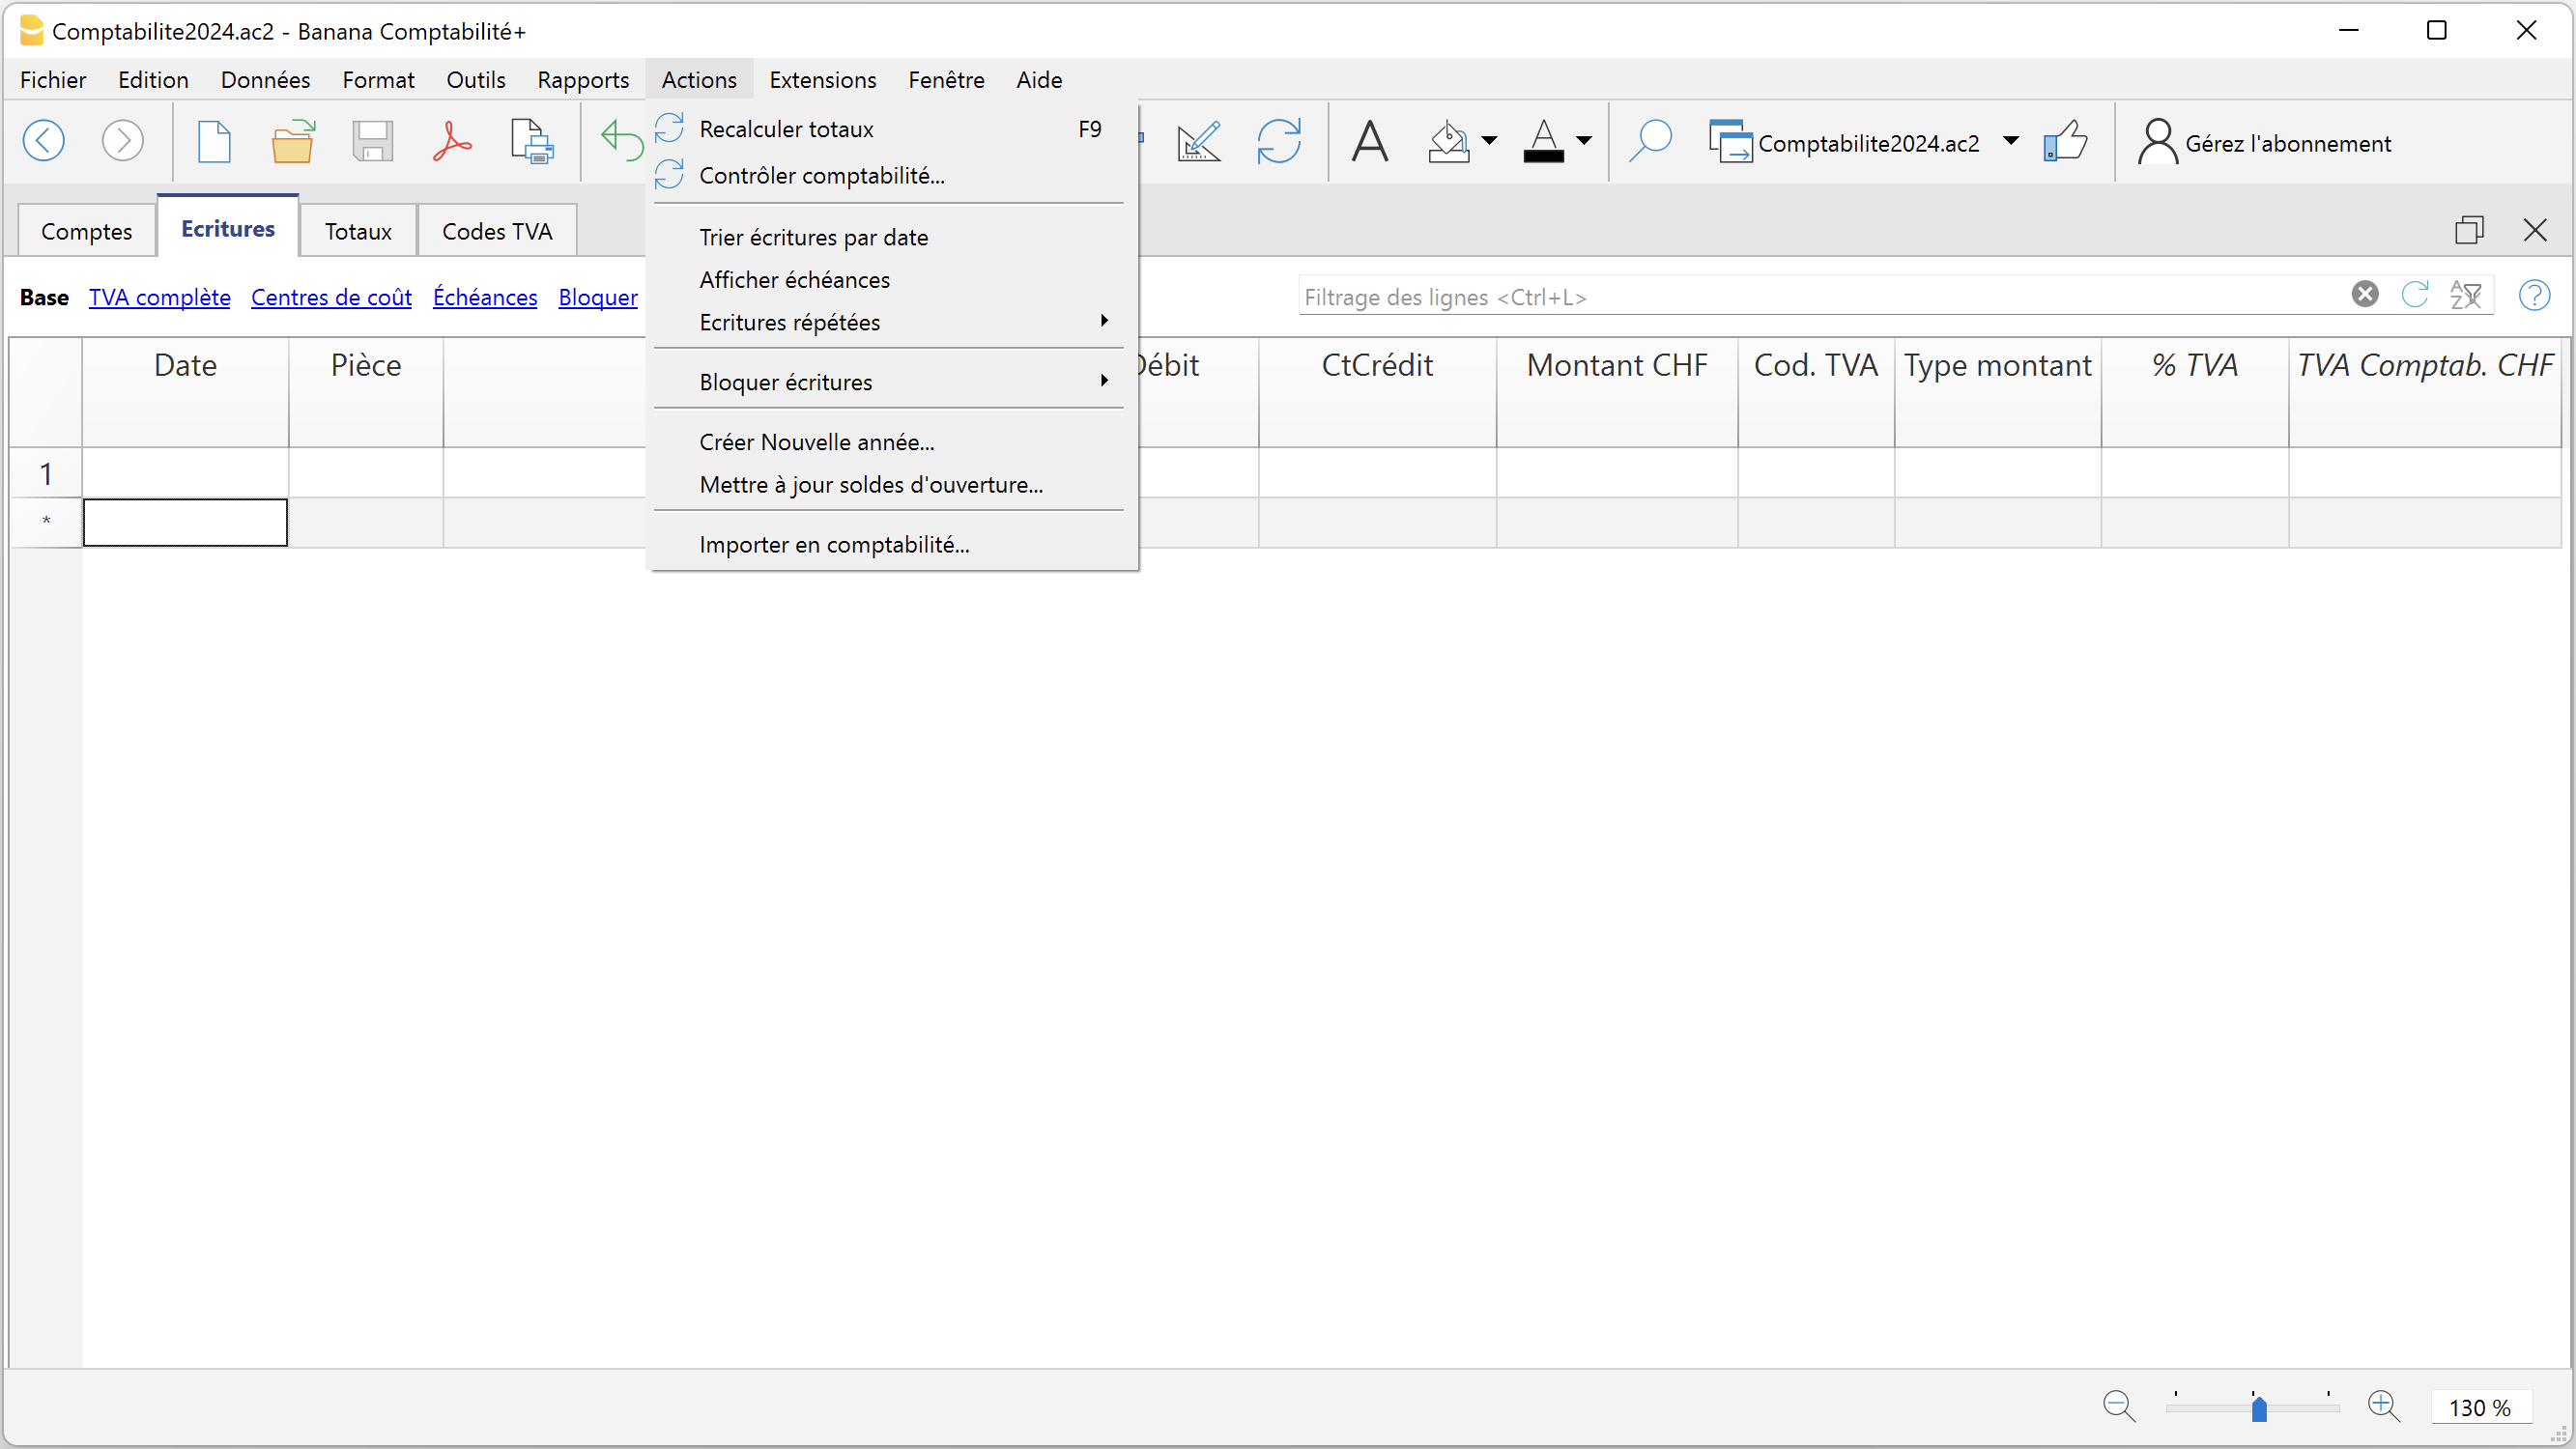 Comptabilite2024.ac2 - Banana Comptabilité+
Fichier Edition Données Format Outils Rapports Actions Extensions Fenêtre Aide
Comptabilite2024.ac2 Gérez l'abonnement
Recalculer totaux F9
Contrôler comptabilité...
Trier écritures par date
Afficher échéances
Ecritures répétées
Bloquer écritures
Créer Nouvelle année...
Mettre à jour soldes d'ouverture...
Importer en comptabilité...
Comptes Ecritures Totaux Codes TVA
Base TVA complète Centres de coût Échéances Bloquer
Filtrage des lignes <Ctrl+L>
Date Pièce Débit CtCrédit Montant CHF Cod. TVA Type montant % TVA TVA Comptab. CHF
1
*
130 %